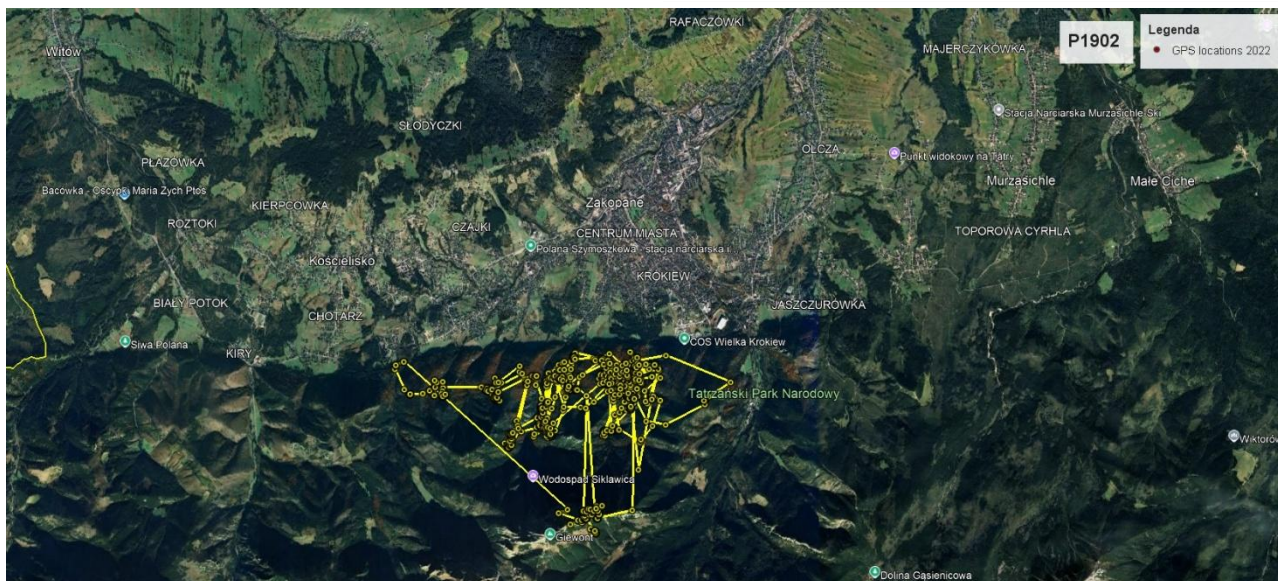 RAFACZÓWKI
P1902
Legenda
GPS locations 2022
Witów
MAJERCZYKÓWKA
SŁODYCZKI
Stacja Narciarska Murzasichle-Ski
OLCZA
PŁAZÓWKA
Punkt widokowy na Tatry
Bacówka - Oscypki Maria Zych Ptoś
Murzasichle
Małe Ciche
KIERPCÓWKA
Zakopane
ROZTOKI
CZAJKI
CENTRUM MIASTA
TOPOROWA CYRHLA
Polana Szymoszkowa - stacja narciarska i...
Kościelisko
KROKIEW
BIAŁY POTOK
JASZCZURÓWKA
CHOTARZ
Siwa Polana
COS Wielka Krokiew
KIRY
Tatrzański Park Narodowy
Wiktorów
Wodospad Siklawica
Giewont
Dolina Gąsienicowa